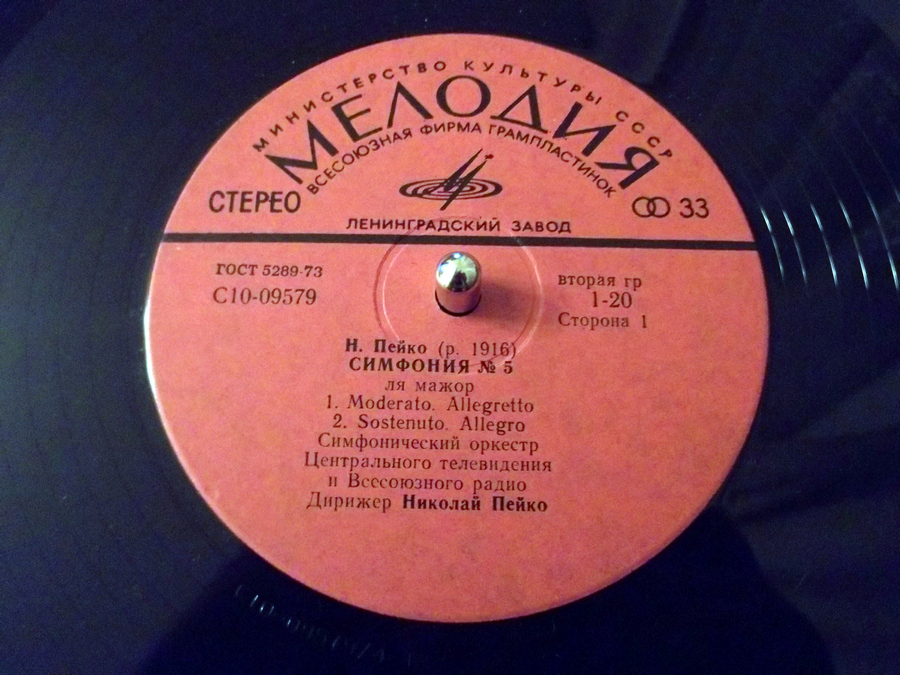 МИНИСТЕРСТВО КУЛЬТУРЫ СССР
МЕЛОДИЯ
ВСЕСОЮЗНАЯ ФИРМА ГРАМПЛАСТИНОК
СТЕРЕО
33
ЛЕНИНГРАДСКИЙ ЗАВОД
ГОСТ 5289-73
С10-09579
вторая гр
1-20
Сторона 1
Н. Пейко (р. 1916)
СИМФОНИЯ № 5
ля мажор
1. Moderato. Allegretto
2. Sostenuto. Allegro
Симфонический оркестр
Центрального телевидения
и Всесоюзного радио
Дирижер Николай Пейко